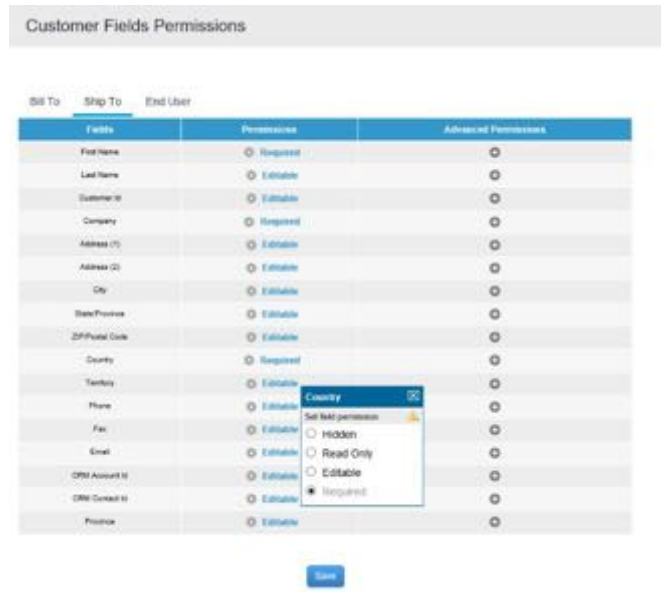 Customer Fields Permissions
Bill To Ship To End User
Fields Permissions Advanced Permissions
First Name Required
Last Name Editable
Customer Id Editable
Company Required
Address (1) Editable
Address (2) Editable
City Editable
State/Province Editable
ZIP/Postal Code Editable
Country Required
Territory Editable
Phone Editable
Fax Editable
Email Editable
CRM Account Id Editable
CRM Contact Id Editable
Province Editable
Country
Set field permission
Hidden
Read Only
Editable
Required
Save